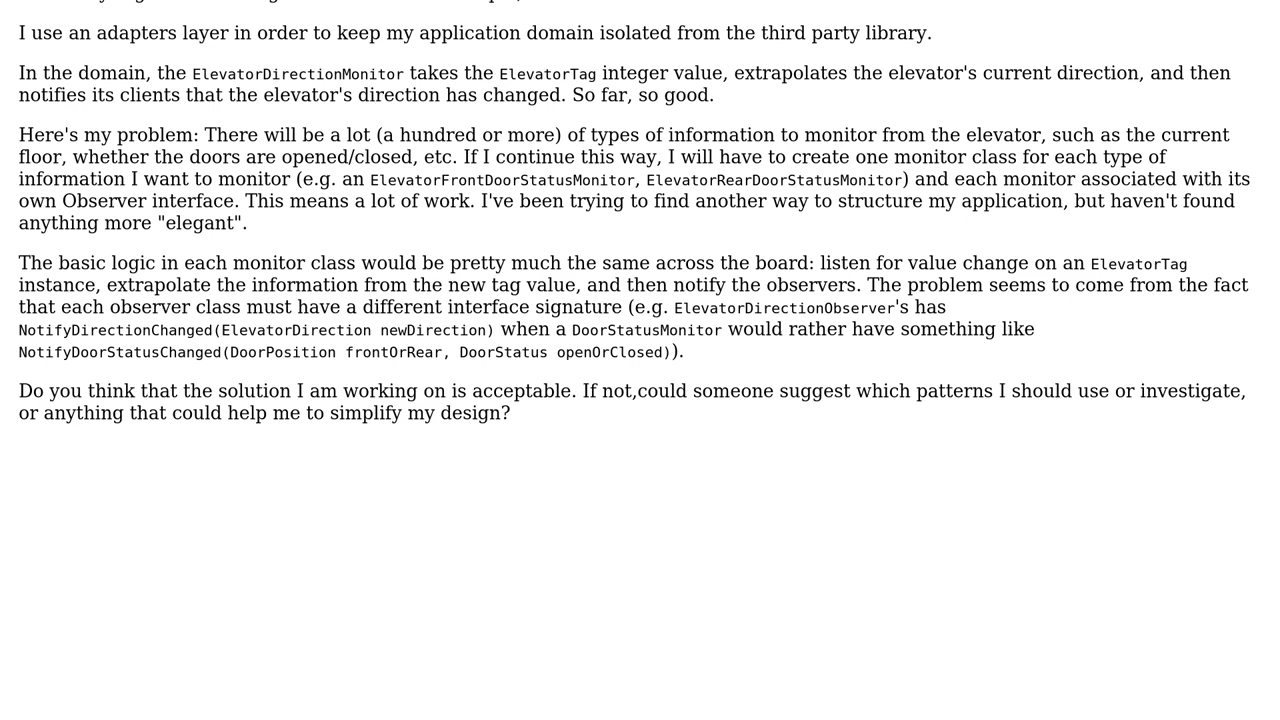 I use an adapters layer in order to keep my application domain isolated from the third party library.
In the domain, the ElevatorDirectionMonitor takes the ElevatorTag integer value, extrapolates the elevator's current direction, and then
notifies its clients that the elevator's direction has changed. So far, so good.
Here's my problem: There will be a lot (a hundred or more) of types of information to monitor from the elevator, such as the current
floor, whether the doors are opened/closed, etc. If I continue this way, I will have to create one monitor class for each type of
information I want to monitor (e.g. an ElevatorFrontDoorStatusMonitor, ElevatorRearDoorStatusMonitor) and each monitor associated with its
own Observer interface. This means a lot of work. I've been trying to find another way to structure my application, but haven't found
anything more "elegant".
The basic logic in each monitor class would be pretty much the same across the board: listen for value change on an ElevatorTag
instance, extrapolate the information from the new tag value, and then notify the observers. The problem seems to come from the fact
that each observer class must have a different interface signature (e.g. ElevatorDirectionObserver's has
NotifyDirectionChanged(ElevatorDirection newDirection) when a DoorStatusMonitor would rather have something like
NotifyDoorStatusChanged(DoorPosition frontOrRear, DoorStatus openOrClosed)).
Do you think that the solution I am working on is acceptable. If not,could someone suggest which patterns I should use or investigate,
or anything that could help me to simplify my design?